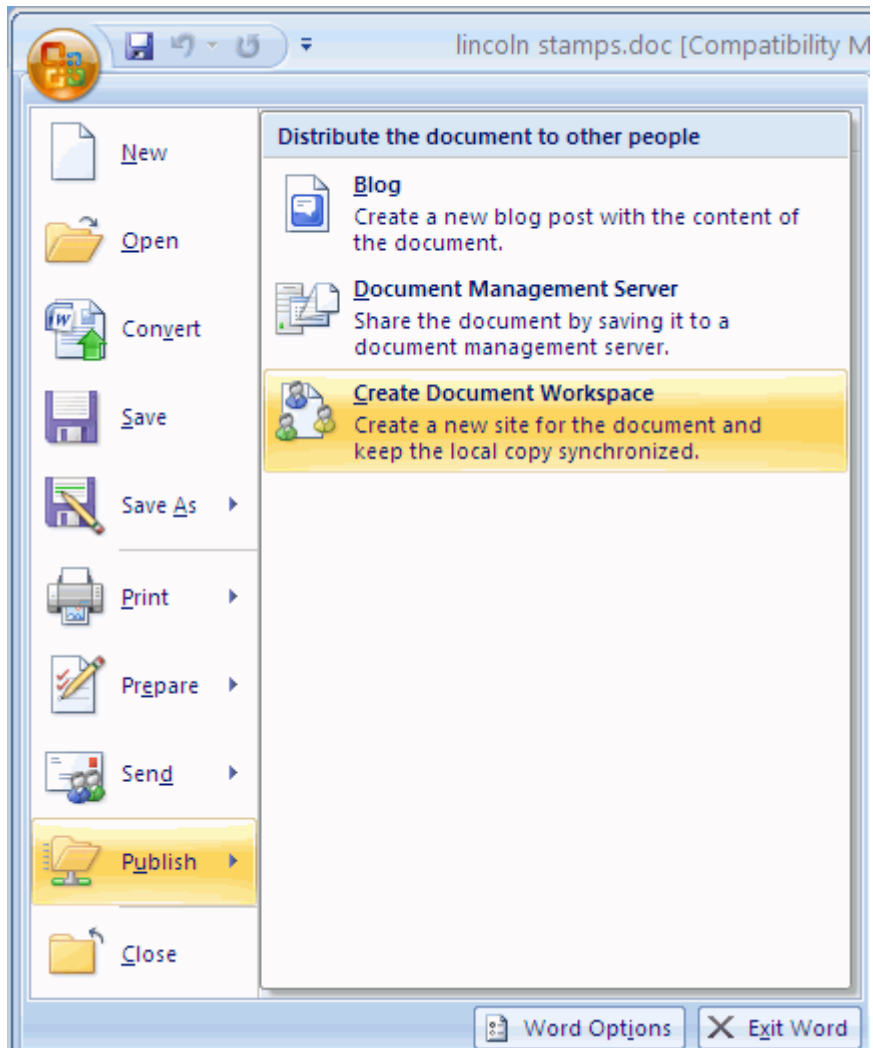 lincoln stamps.doc [Compatibility M
New
Open
Convert
Save
Save As
Print
Prepare
Send
Publish
Close
Distribute the document to other people
Blog
Create a new blog post with the content of
the document.
Document Management Server
Share the document by saving it to a
document management server.
Create Document Workspace
Create a new site for the document and
keep the local copy synchronized.
Word Options
Exit Word